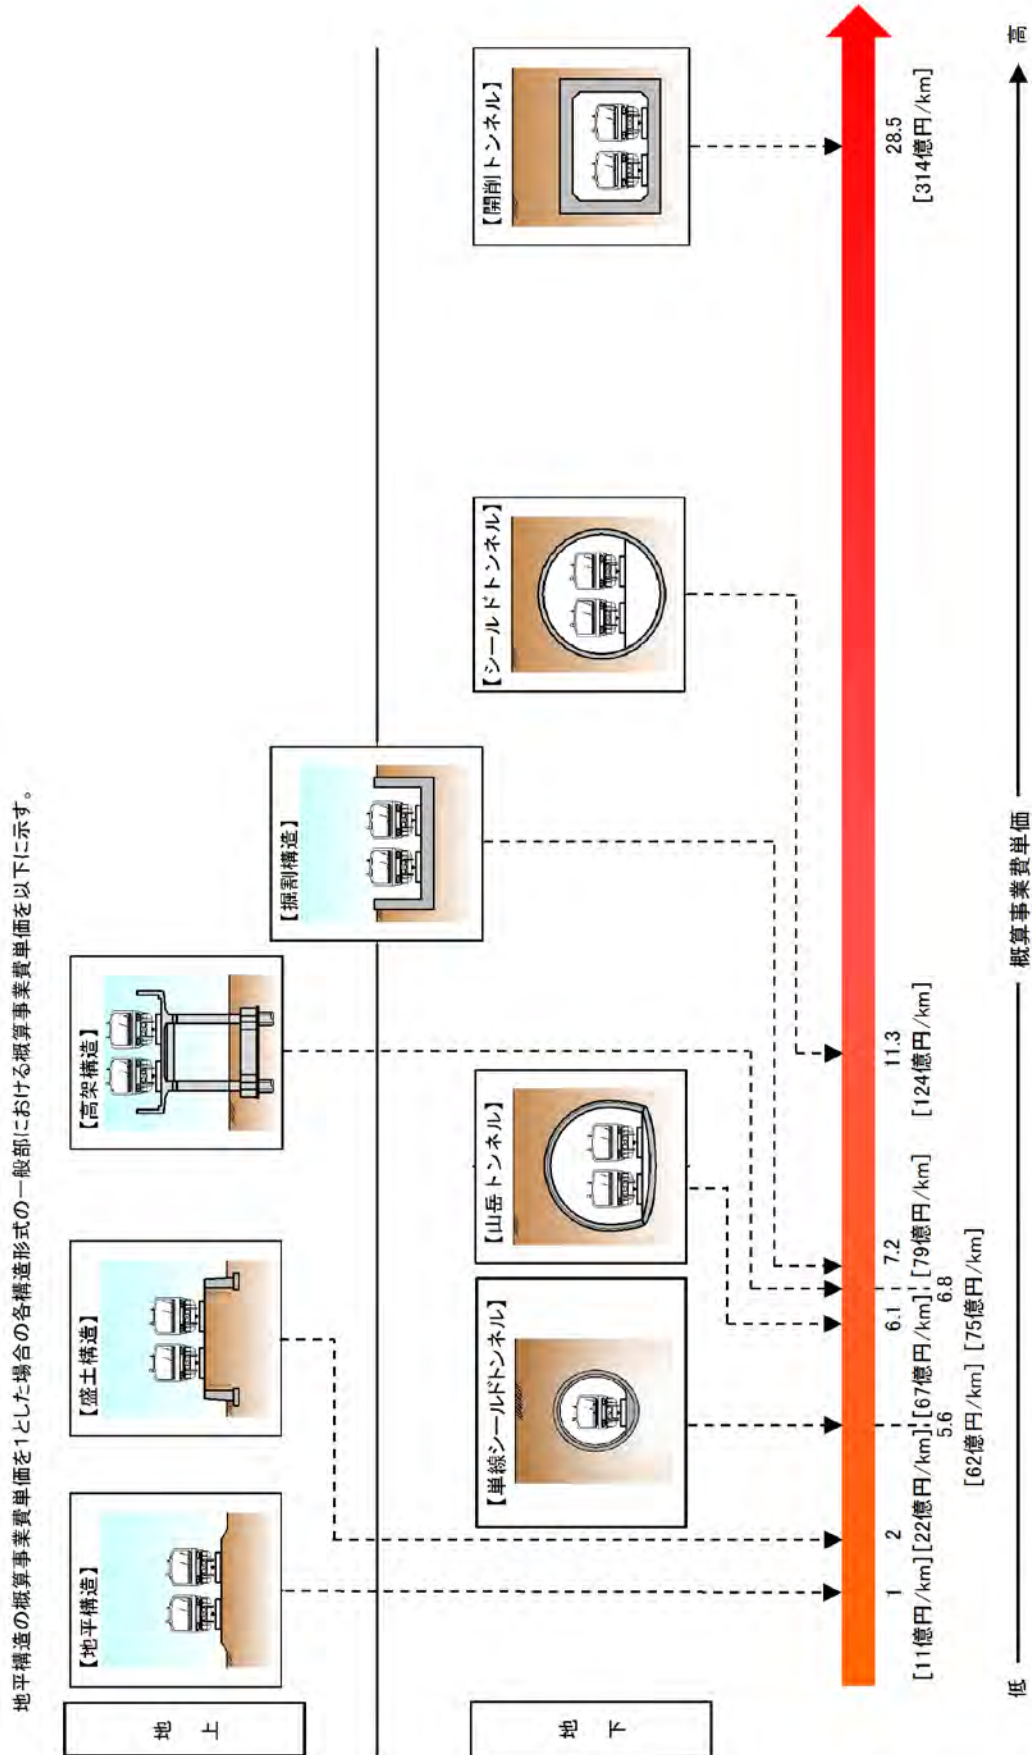 地平構造の概算事業費単価を1とした場合の各構造形式の一般部における概算事業費単価を以下に示す。
地上
【地平構造】
【盛土構造】
【高架構造】
【掘割構造】
地下
【単線シールドトンネル】
【山岳トンネル】
【シールドトンネル】
【開削トンネル】
1
[11億円/km]
2
[22億円/km]
5.6
[62億円/km]
6.1
[67億円/km]
6.8
[75億円/km]
7.2
[79億円/km]
11.3
[124億円/km]
28.5
[314億円/km]
低
概算事業費単価
高